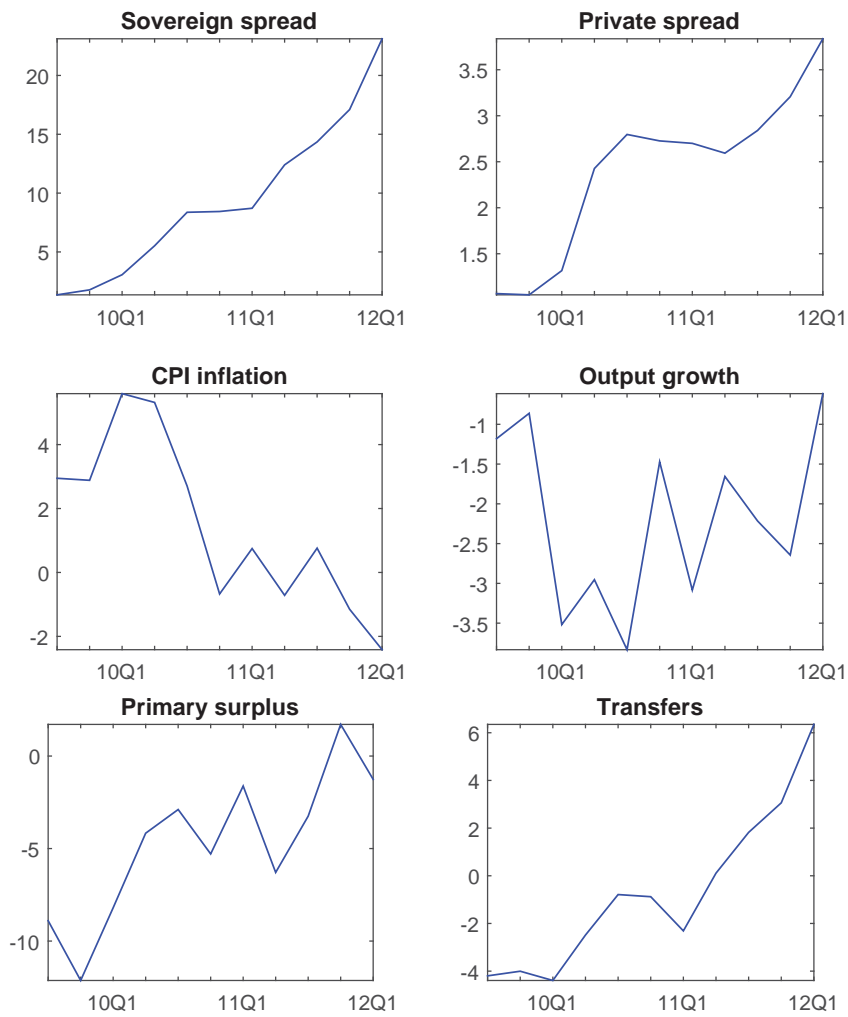 Sovereign spread
20
15
10
5
10Q1 11Q1 12Q1
Private spread
3.5
3
2.5
2
1.5
10Q1 11Q1 12Q1
CPI inflation
4
2
0
-2
10Q1 11Q1 12Q1
Output growth
-1
-1.5
-2
-2.5
-3
-3.5
10Q1 11Q1 12Q1
Primary surplus
0
-5
-10
10Q1 11Q1 12Q1
Transfers
6
4
2
0
-2
-4
10Q1 11Q1 12Q1